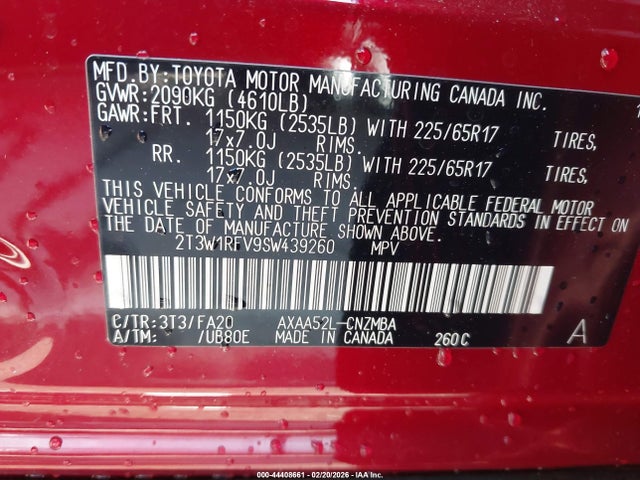 MFD.BY:TOYOTA MOTOR MANUFACTURING CANADA INC.
GVWR:2090KG (4610LB)
GAWR:FRT. 1150KG (2535LB) WITH 225/65R17 TIRES,
17x7.0J RIMS.
RR. 1150KG (2535LB) WITH 225/65R17 TIRES,
17x7.0J RIMS.
THIS VEHICLE CONFORMS TO ALL APPLICABLE FEDERAL MOTOR
VEHICLE SAFETY AND THEFT PREVENTION STANDARDS IN EFFECT ON
THE DATE OF MANUFACTURE SHOWN ABOVE.
2T3W1RFV9SW439260 MPV
C/TR:3T3/FA20 AXAA52L-CNZMBA
A/TM: /UB80E MADE IN CANADA 260C A
000-44408661 - 02/20/2026 - IAA Inc.